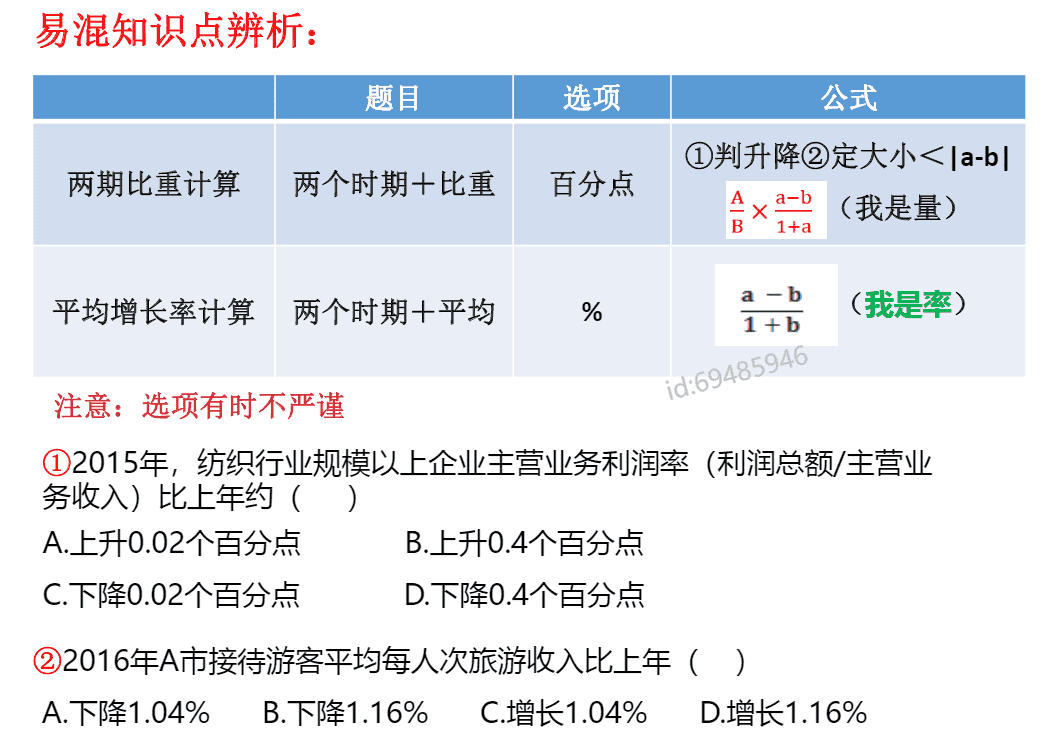 易混知识点辨析：
题目 选项 公式
两期比重计算 两个时期＋比重 百分点 ①判升降②定大小＜|a-b|
A/B × a−b/1+a （我是量）
平均增长率计算 两个时期＋平均 % a − b/1 + b （我是率）
id:69485946
注意：选项有时不严谨
①2015年，纺织行业规模以上企业主营业务利润率（利润总额/主营业
务收入）比上年约（ ）
A.上升0.02个百分点 B.上升0.4个百分点
C.下降0.02个百分点 D.下降0.4个百分点
②2016年A市接待游客平均每人次旅游收入比上年（ ）
A.下降1.04% B.下降1.16% C.增长1.04% D.增长1.16%